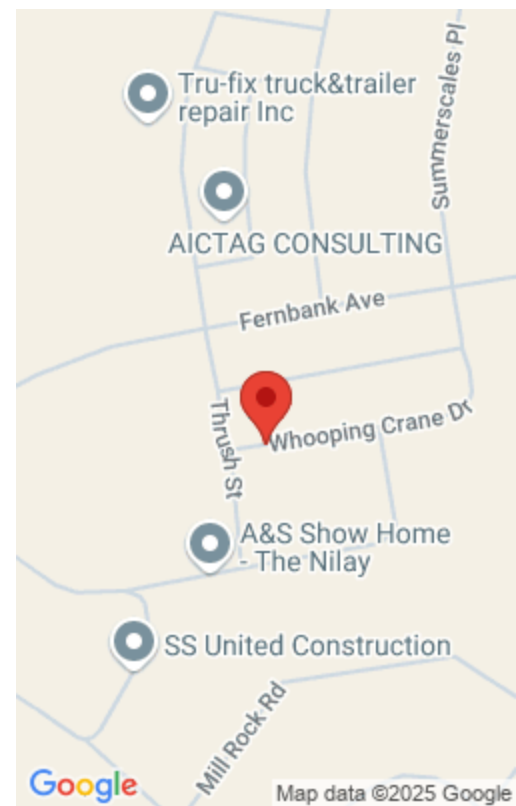 Summerscales Pl
Tru-fix truck&trailer
repair Inc
AICTAG CONSULTING
Fernbank Ave
Thrush St
Whooping Crane Dr
A&S Show Home
- The Nilay
SS United Construction
Mill Rock Rd
Google
Map data ©2025 Google